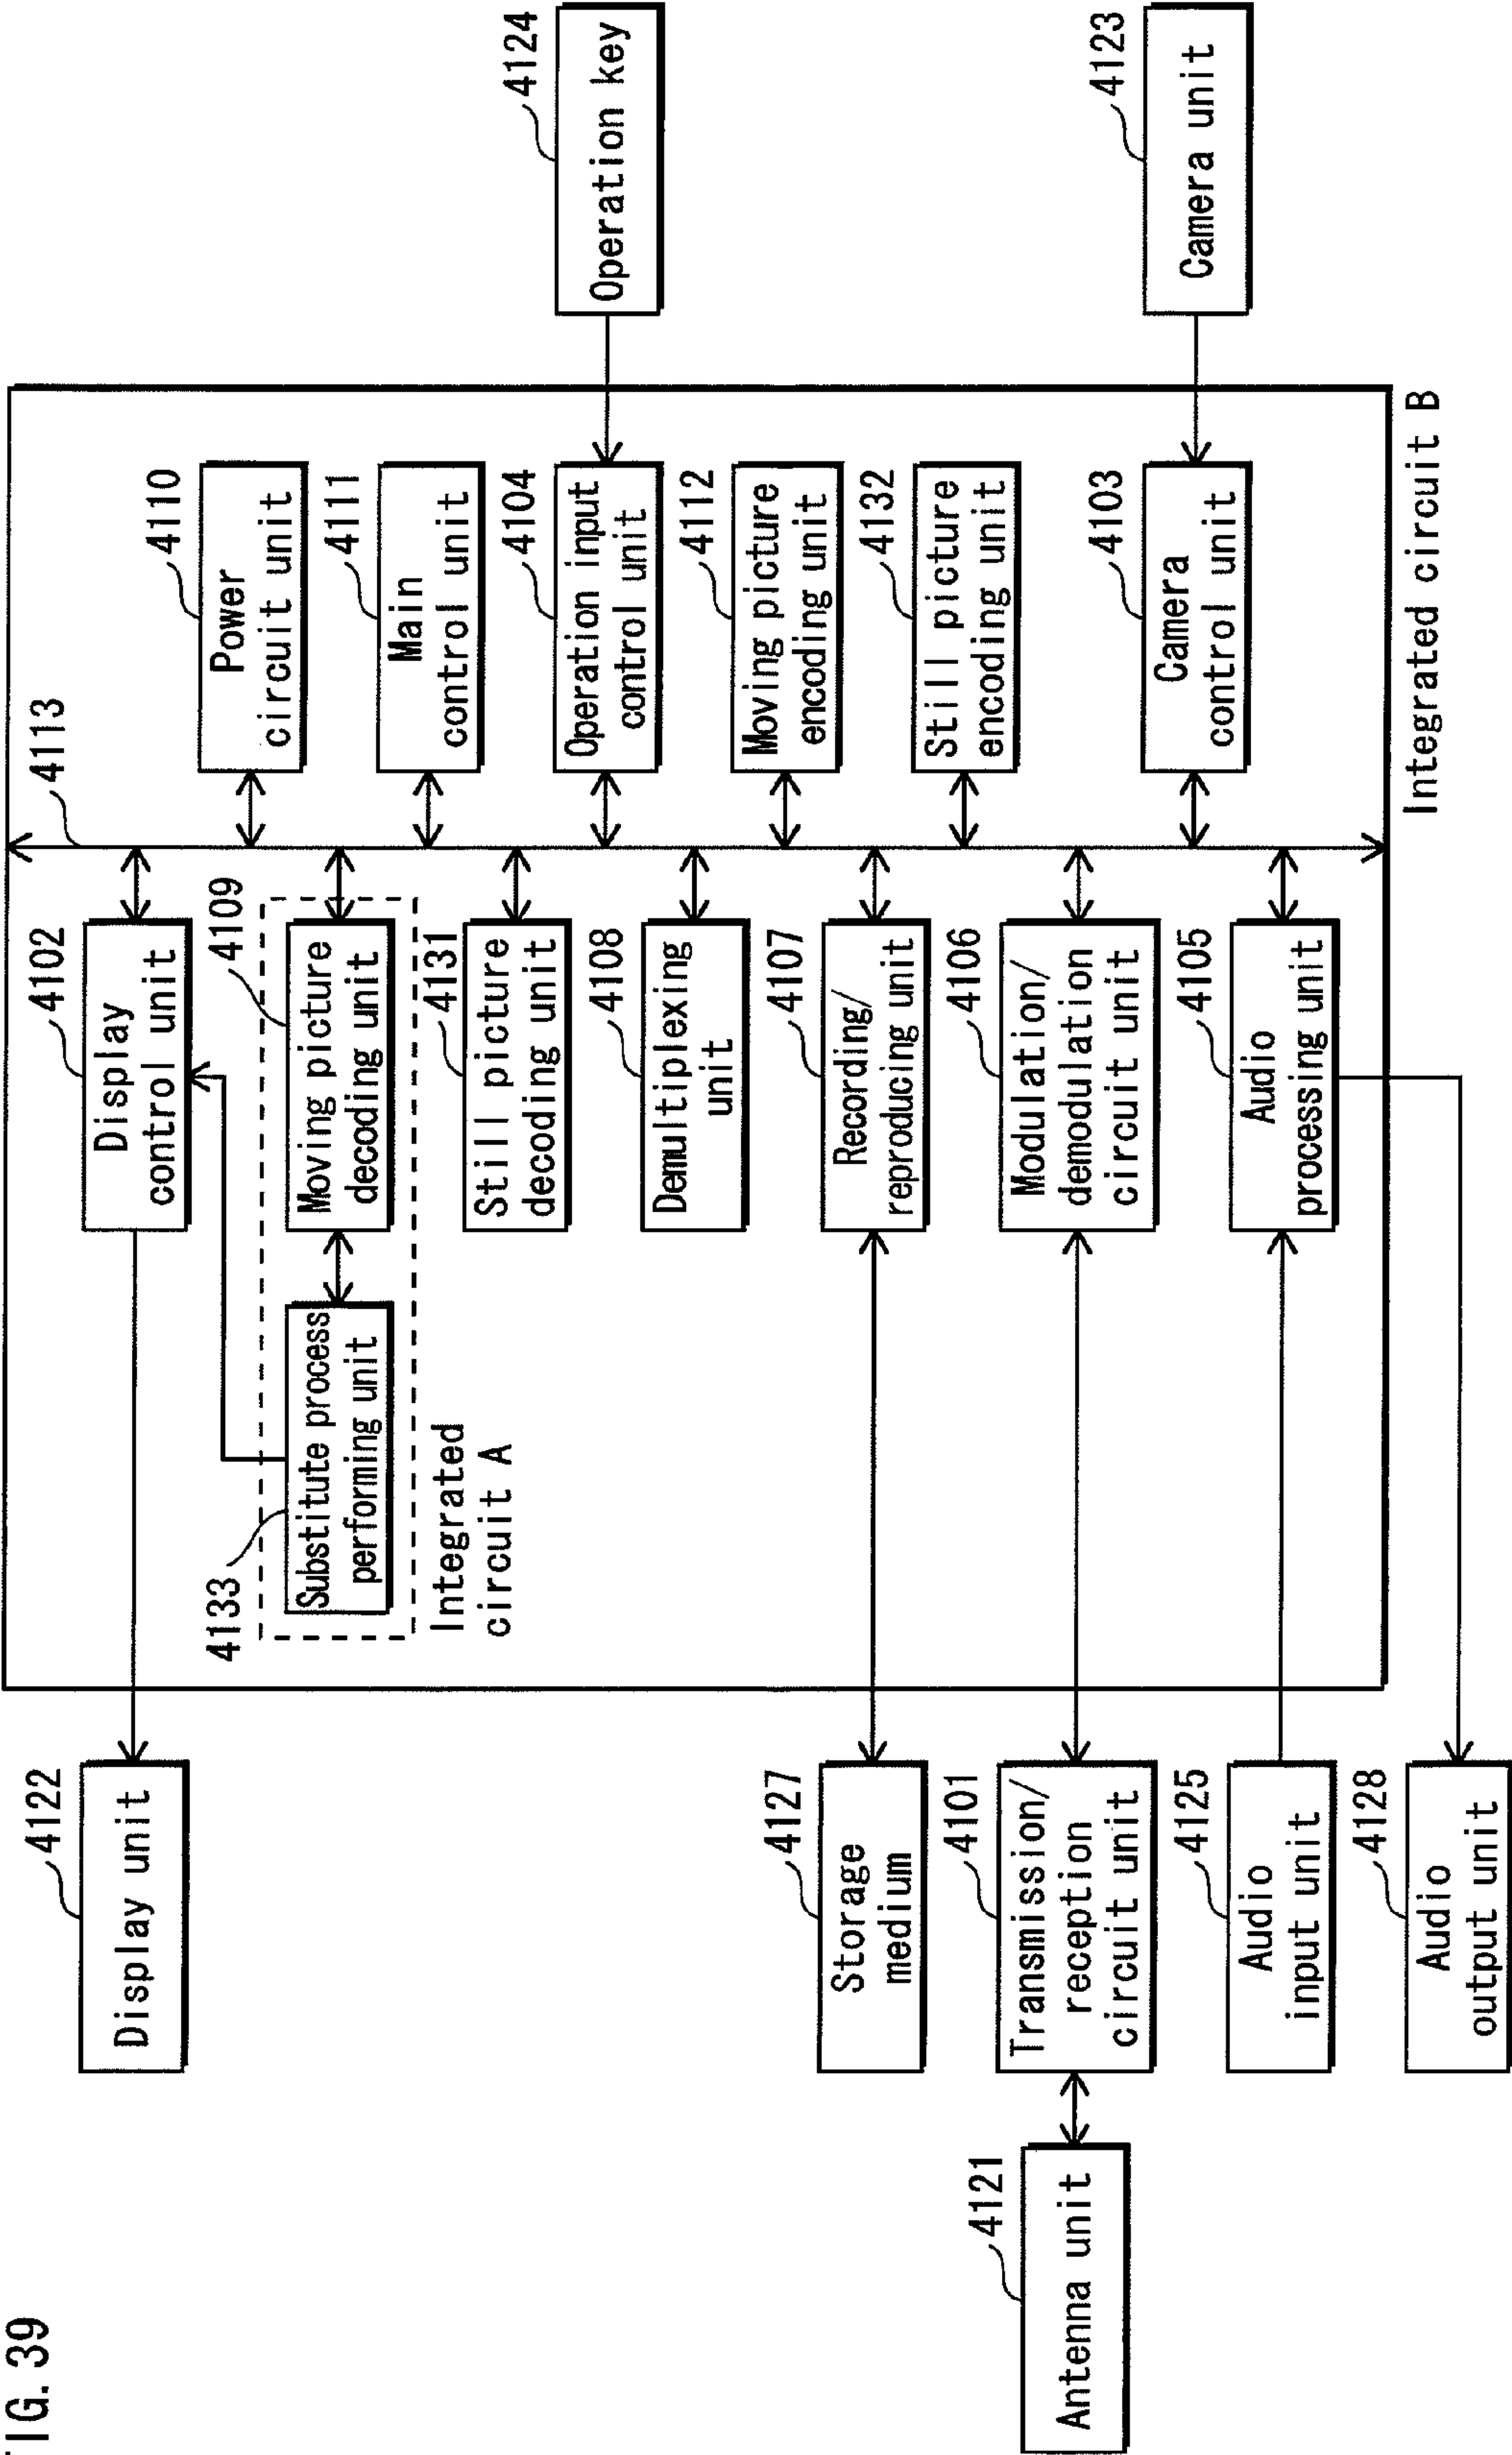 FIG. 39
4121
Antenna unit
4122
Display unit
4127
Storage
medium
4101
Transmission/
reception
circuit unit
4125
Audio
input unit
4128
Audio
output unit
4133
Substitute process
performing unit
Integrated
circuit A
4102
Display
control unit
4109
Moving picture
decoding unit
4131
Still picture
decoding unit
4108
Demultiplexing
unit
4107
Recording/
reproducing unit
4106
Modulation/
demodulation
circuit unit
4105
Audio
processing unit
4113
4110
Power
circuit unit
4111
Main
control unit
4104
Operation input
control unit
4112
Moving picture
encoding unit
4132
Still picture
encoding unit
4103
Camera
control unit
Integrated circuit B
4124
Operation key
4123
Camera unit